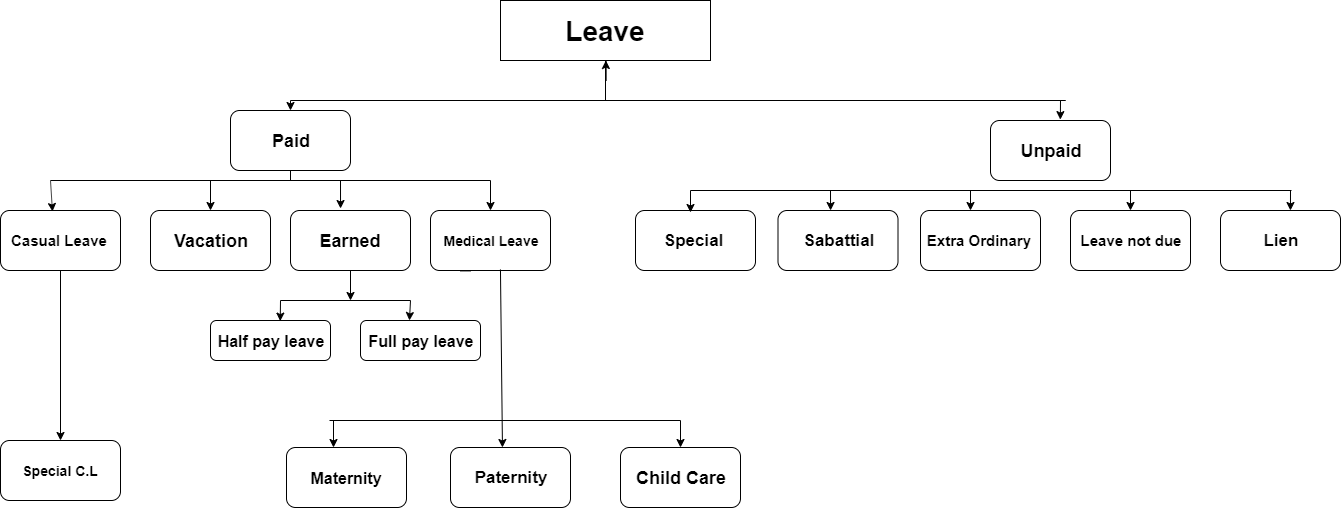 Leave
Paid
Unpaid
Casual Leave
Vacation
Earned
Medical Leave
Special
Sabattial
Extra Ordinary
Leave not due
Lien
Half pay leave
Full pay leave
Special C.L
Maternity
Paternity
Child Care